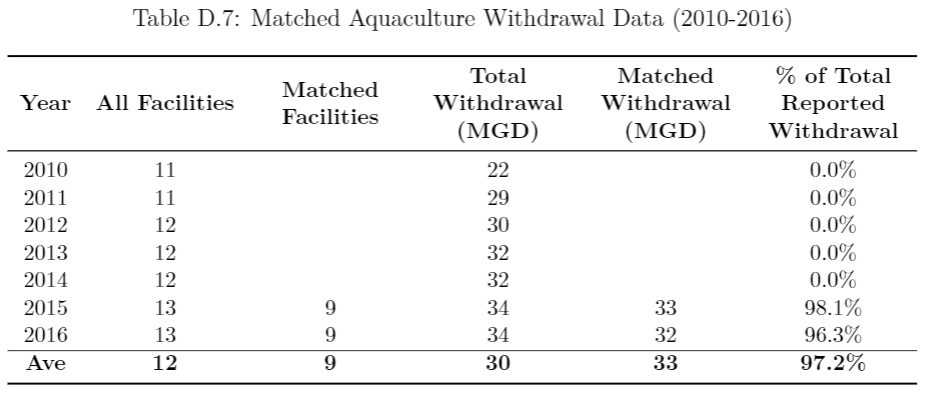 Table D.7: Matched Aquaculture Withdrawal Data (2010-2016)
Year All Facilities Matched Facilities Total Withdrawal (MGD) Matched Withdrawal (MGD) % of Total Reported Withdrawal
2010 11 22 0.0%
2011 11 29 0.0%
2012 12 30 0.0%
2013 12 32 0.0%
2014 12 32 0.0%
2015 13 9 34 33 98.1%
2016 13 9 34 32 96.3%
Ave 12 9 30 33 97.2%